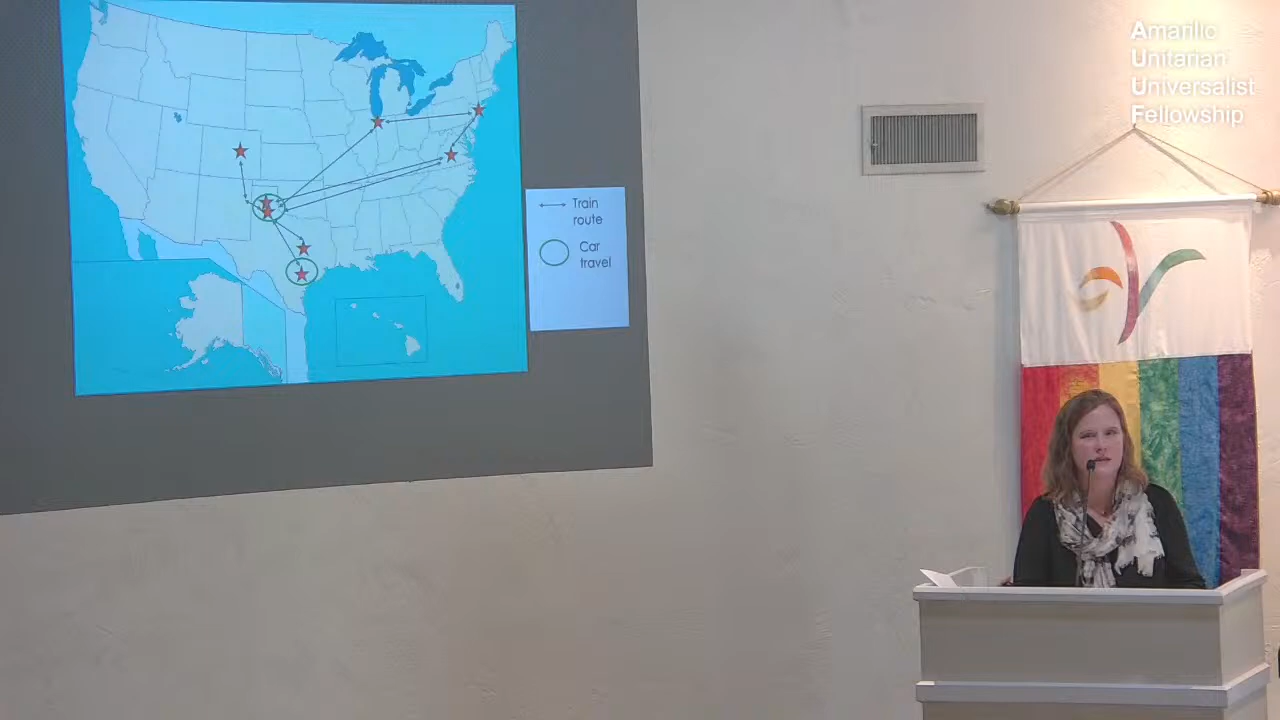 Train
route
Car
travel
Amarillo
Unitarian
Universalist
Fellowship